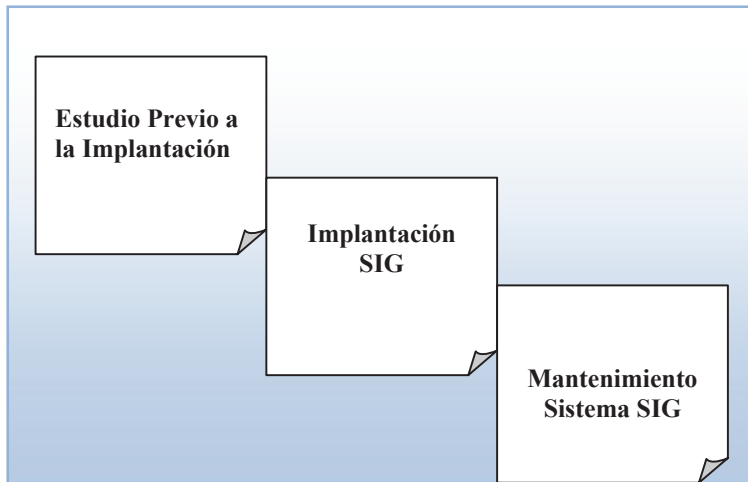 Estudio Previo a
la Implantación
Implantación
SIG
Mantenimiento
Sistema SIG